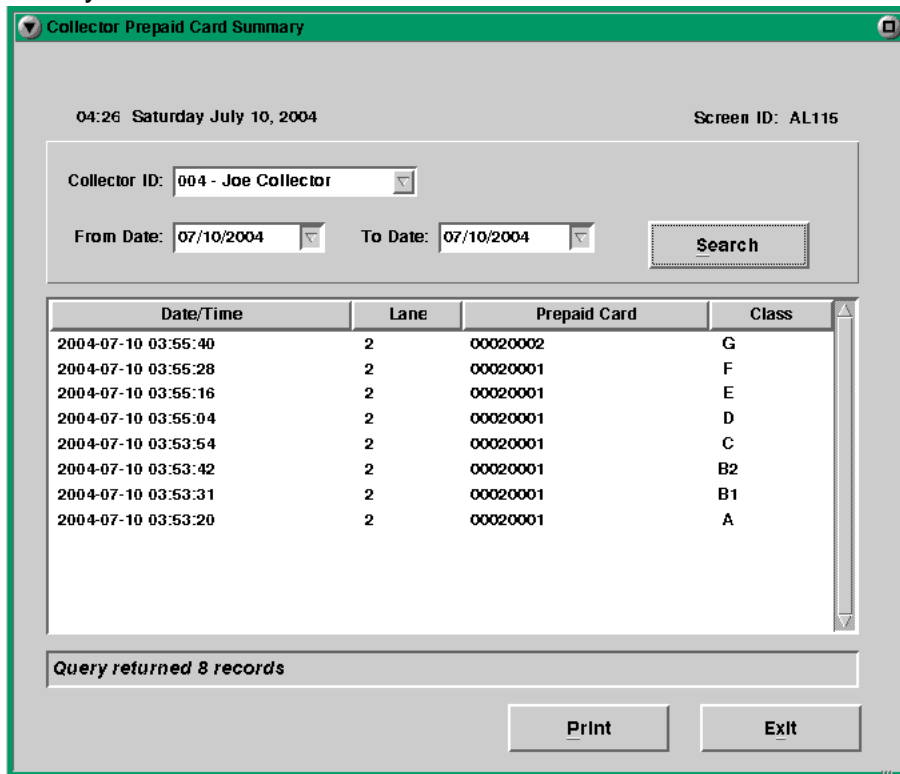 Collector Prepaid Card Summary
04:26 Saturday July 10, 2004 Screen ID: AL115
Collector ID: 004 - Joe Collector
From Date: 07/10/2004 To Date: 07/10/2004 Search
Date/Time Lane Prepaid Card Class
2004-07-10 03:55:40 2 00020002 G
2004-07-10 03:55:28 2 00020001 F
2004-07-10 03:55:16 2 00020001 E
2004-07-10 03:55:04 2 00020001 D
2004-07-10 03:53:54 2 00020001 C
2004-07-10 03:53:42 2 00020001 B2
2004-07-10 03:53:31 2 00020001 B1
2004-07-10 03:53:20 2 00020001 A
Query returned 8 records
Print Exit